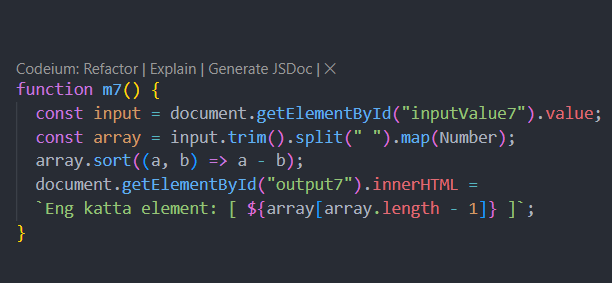 Codeium: Refactor | Explain | Generate JSDoc | ×
function m7() {
const input = document.getElementById("inputValue7").value;
const array = input.trim().split(" ").map(Number);
array.sort((a, b) => a - b);
document.getElementById("output7").innerHTML =
`Eng katta element: [ ${array[array.length - 1]} ]`;
}